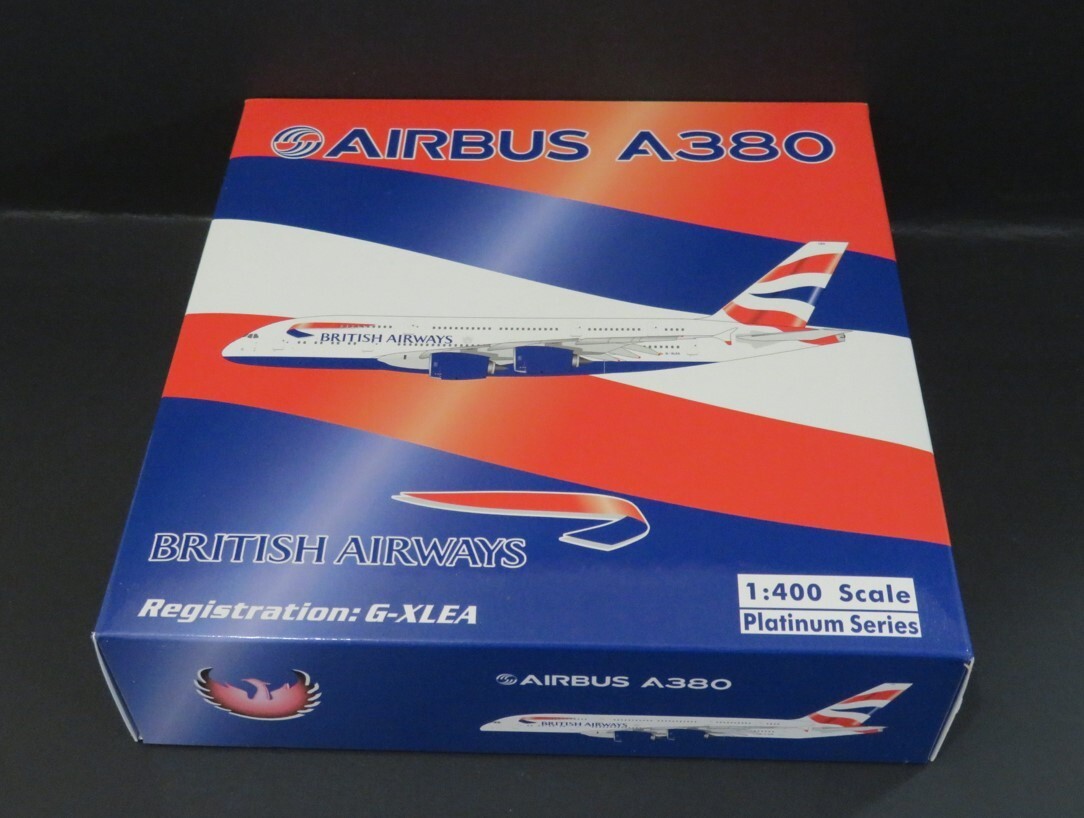 AIRBUS A380
BRITISH AIRWAYS
BRITISH AIRWAYS
Registration: G-XLEA
1:400 Scale
Platinum Series
AIRBUS A380
BRITISH AIRWAYS